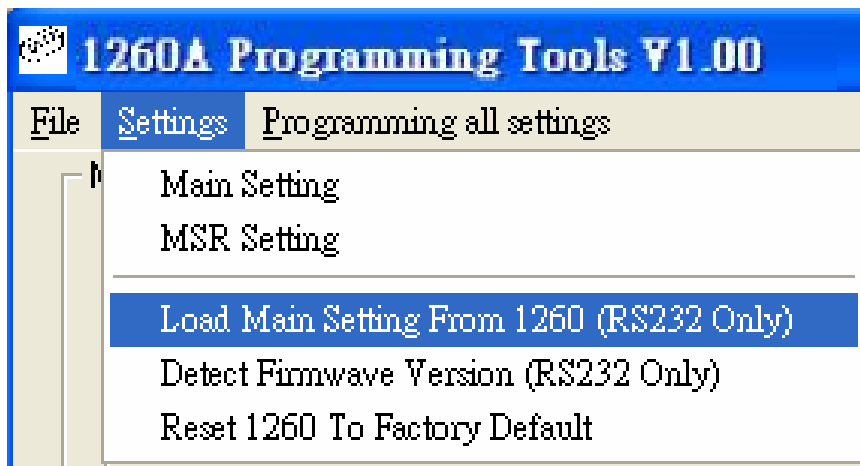 1260A Programming Tools V1.00
File Settings Programming all settings
Main Setting
MSR Setting
Load Main Setting From 1260 (RS232 Only)
Detect Firmwave Version (RS232 Only)
Reset 1260 To Factory Default